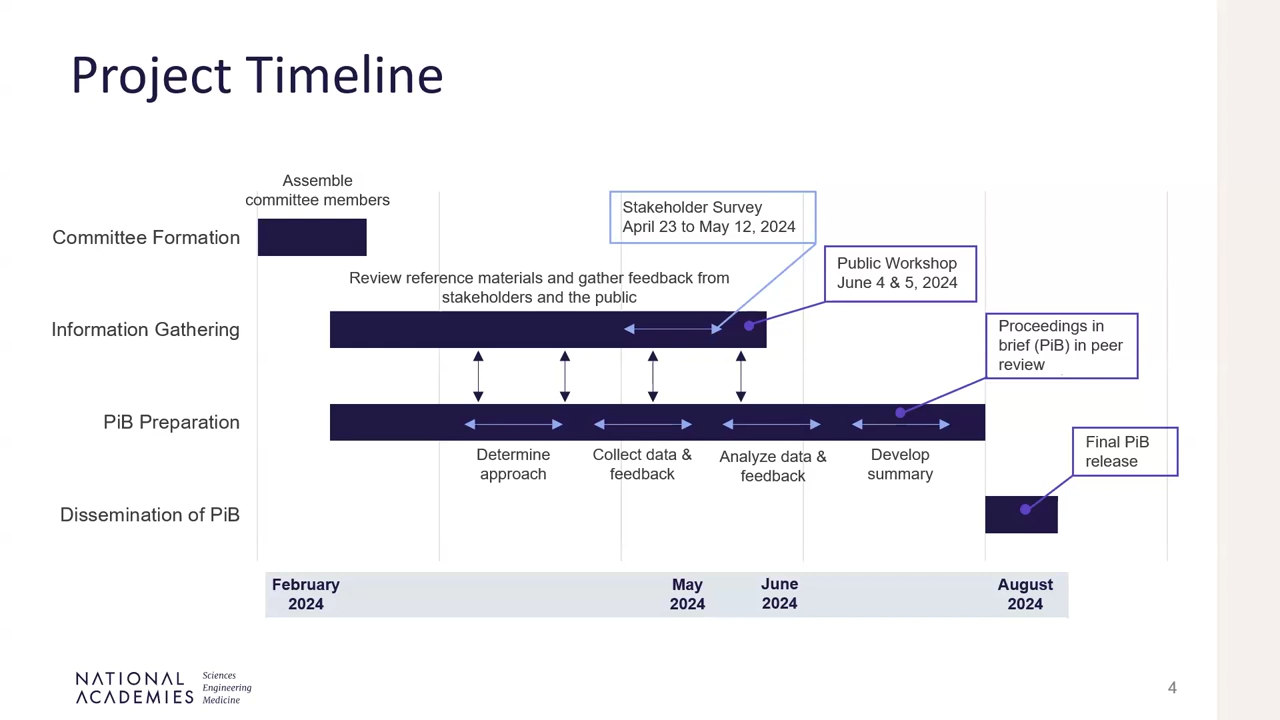 Project Timeline
Assemble
committee members
Committee Formation
Stakeholder Survey
April 23 to May 12, 2024
Public Workshop
June 4 & 5, 2024
Review reference materials and gather feedback from
stakeholders and the public
Information Gathering
Proceedings in
brief (PiB) in peer
review
PiB Preparation
Determine
approach
Collect data &
feedback
Analyze data &
feedback
Develop
summary
Final PiB
release
Dissemination of PiB
February
2024
May
2024
June
2024
August
2024
NATIONAL
ACADEMIES
Sciences
Engineering
Medicine
4